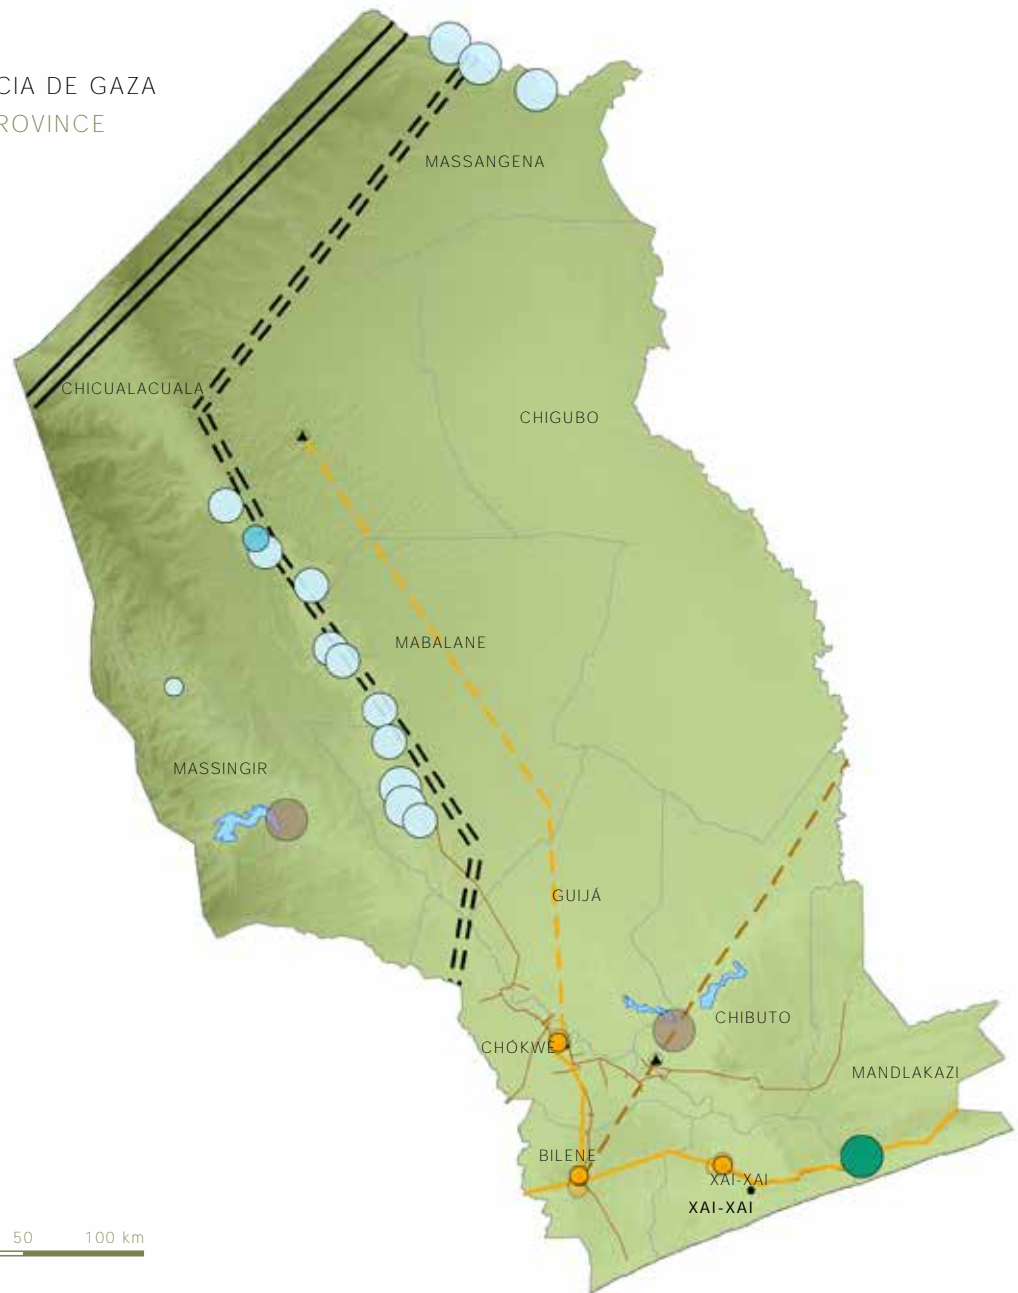 CIA DE GAZA
ROVINCE
MASSANGENA
CHICUALACUALA
CHIGUBO
MABALANE
MASSINGIR
GUIJÁ
CHIBUTO
CHÓKWÈ
MANDLAKAZI
BILENE
XAI-XAI
XAI-XAI
50 100 km